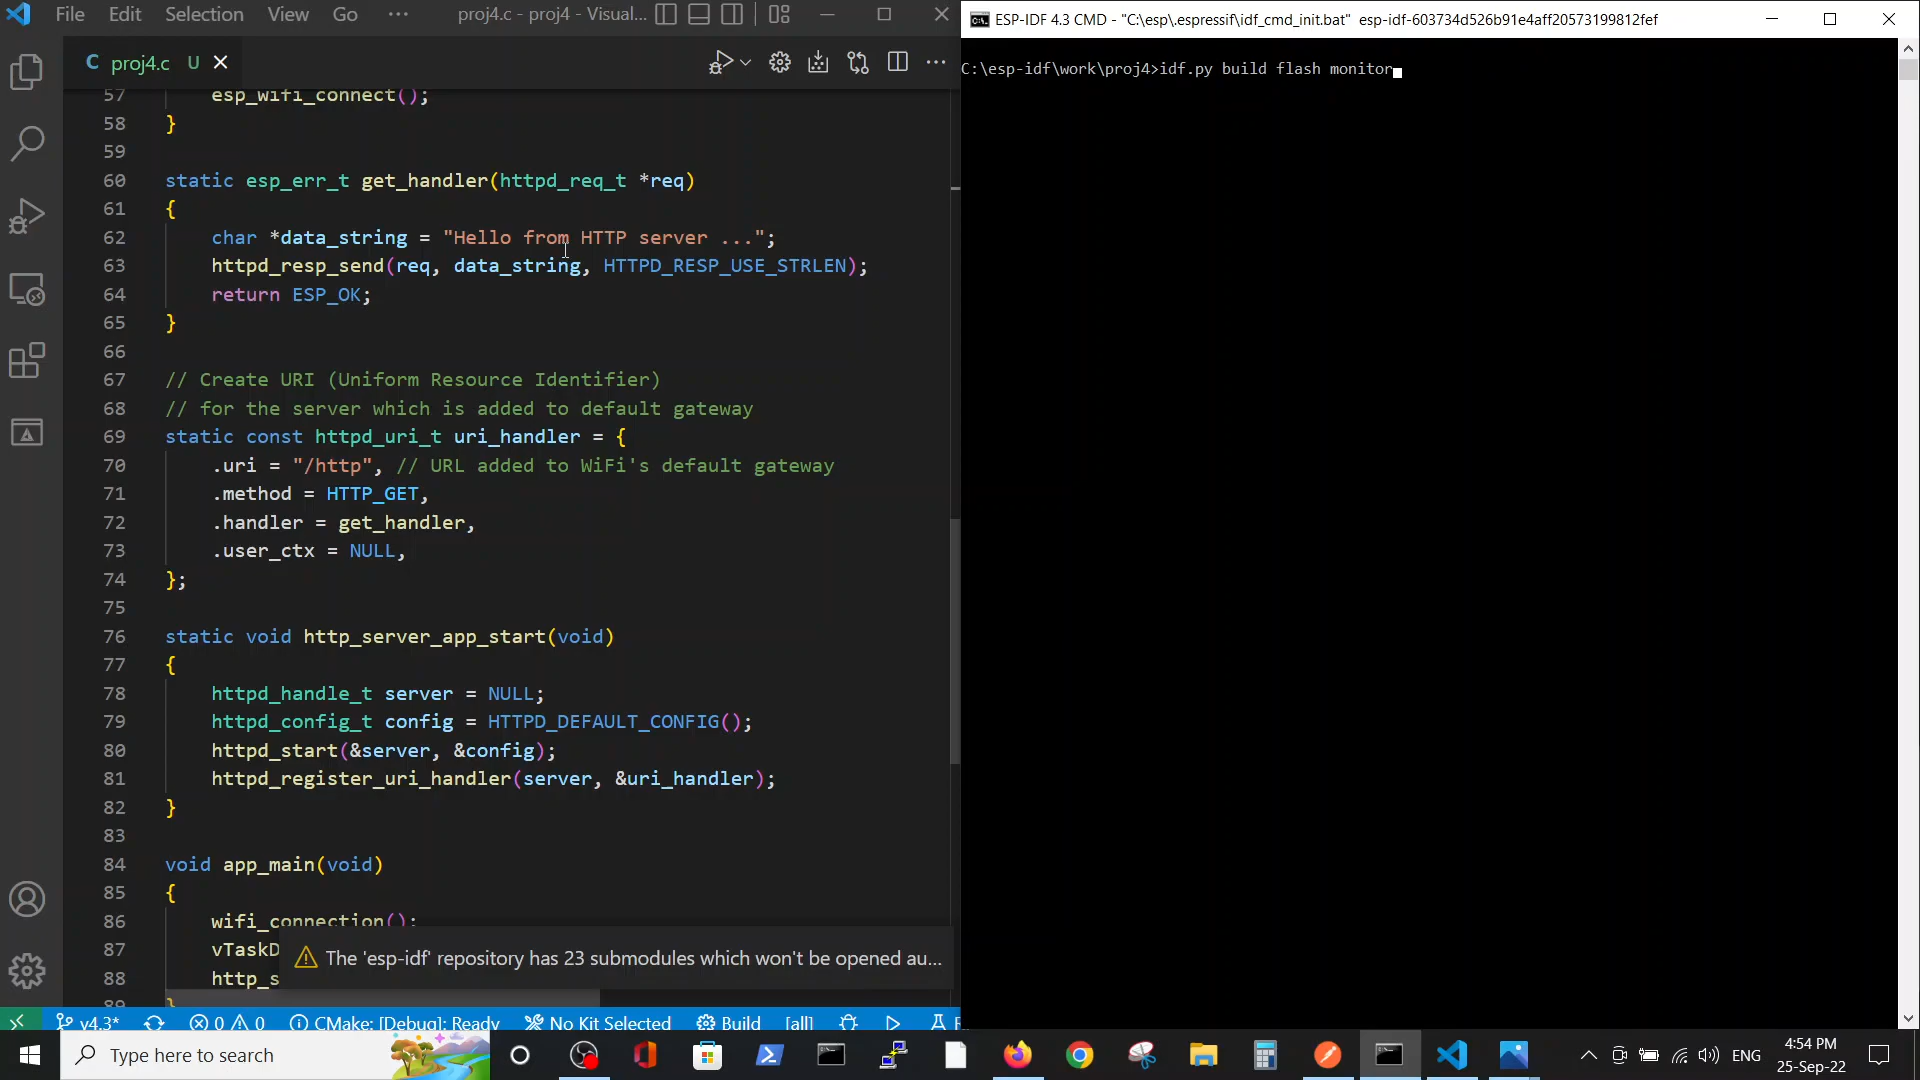 File Edit Selection View Go ··· proj4.c - proj4 - Visual...
C proj4.c U
57 esp_wifi_connect();
58 }
59
60 static esp_err_t get_handler(httpd_req_t *req)
61 {
62 char *data_string = "Hello from HTTP server ...";
63 httpd_resp_send(req, data_string, HTTPD_RESP_USE_STRLEN);
64 return ESP_OK;
65 }
66
67 // Create URI (Uniform Resource Identifier)
68 // for the server which is added to default gateway
69 static const httpd_uri_t uri_handler = {
70 .uri = "/http", // URL added to WiFi's default gateway
71 .method = HTTP_GET,
72 .handler = get_handler,
73 .user_ctx = NULL,
74 };
75
76 static void http_server_app_start(void)
77 {
78 httpd_handle_t server = NULL;
79 httpd_config_t config = HTTPD_DEFAULT_CONFIG();
80 httpd_start(&server, &config);
81 httpd_register_uri_handler(server, &uri_handler);
82 }
83
84 void app_main(void)
85 {
86 wifi_connection();
87 vTaskD
88 http_s
89 }
The 'esp-idf' repository has 23 submodules which won't be opened au...
v4.3* 0 0 CMake: [Debug]: Ready No Kit Selected Build [all]
ESP-IDF 4.3 CMD - "C:\esp\.espressif\idf_cmd_init.bat" esp-idf-603734d526b91e4aff20573199812fef
C:\esp-idf\work\proj4>idf.py build flash monitor
Type here to search
ENG
4:54 PM
25-Sep-22